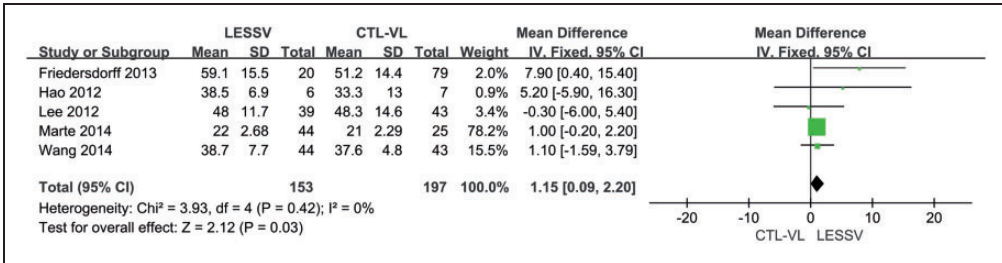 LESSV CTL-VL Mean Difference Mean Difference
Study or Subgroup Mean SD Total Mean SD Total Weight IV, Fixed, 95% CI IV, Fixed, 95% CI
Friedersdorff 2013 59.1 15.5 20 51.2 14.4 79 2.0% 7.90 [0.40, 15.40]
Hao 2012 38.5 6.9 6 33.3 13 7 0.9% 5.20 [-5.90, 16.30]
Lee 2012 48 11.7 39 48.3 14.6 43 3.4% -0.30 [-6.00, 5.40]
Marte 2014 22 2.68 44 21 2.29 25 78.2% 1.00 [-0.20, 2.20]
Wang 2014 38.7 7.7 44 37.6 4.8 43 15.5% 1.10 [-1.59, 3.79]
Total (95% CI) 153 197 100.0% 1.15 [0.09, 2.20]
Heterogeneity: Chi² = 3.93, df = 4 (P = 0.42); I² = 0%
Test for overall effect: Z = 2.12 (P = 0.03)
-20 -10 0 10 20
CTL-VL LESSV